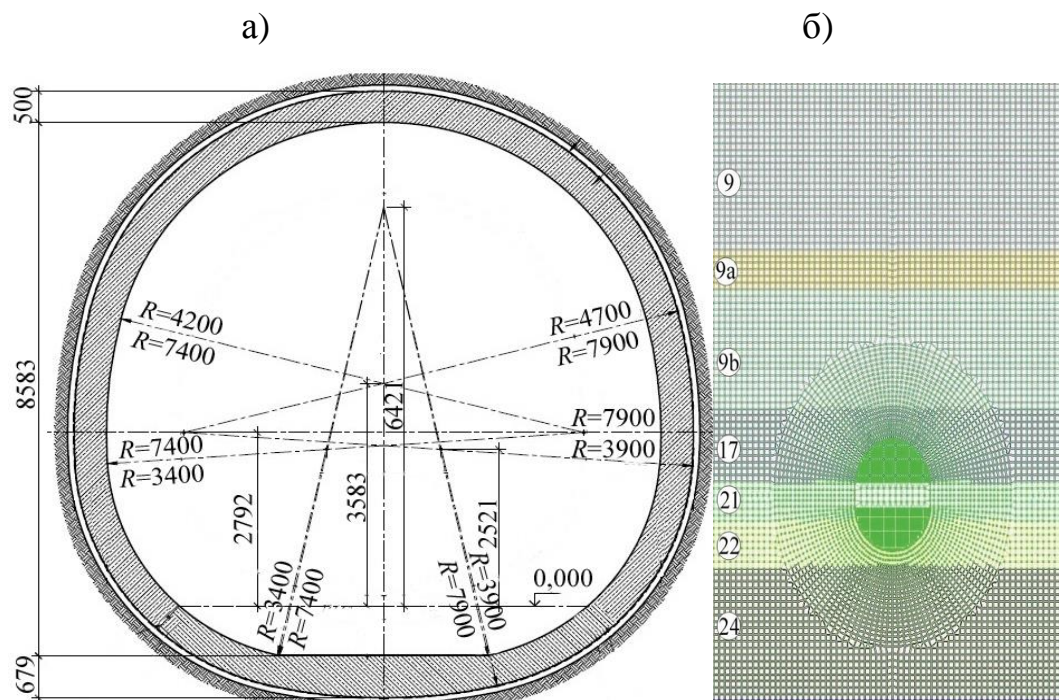 а)
б)
500
8583
679
R=4200
R=7400
R=4700
R=7900
R=7400
R=3400
R=7900
R=3900
6421
3583
2792
2521
R=3400
R=7400
R=7900
R=3900
0,000
9
9a
9b
17
21
22
24